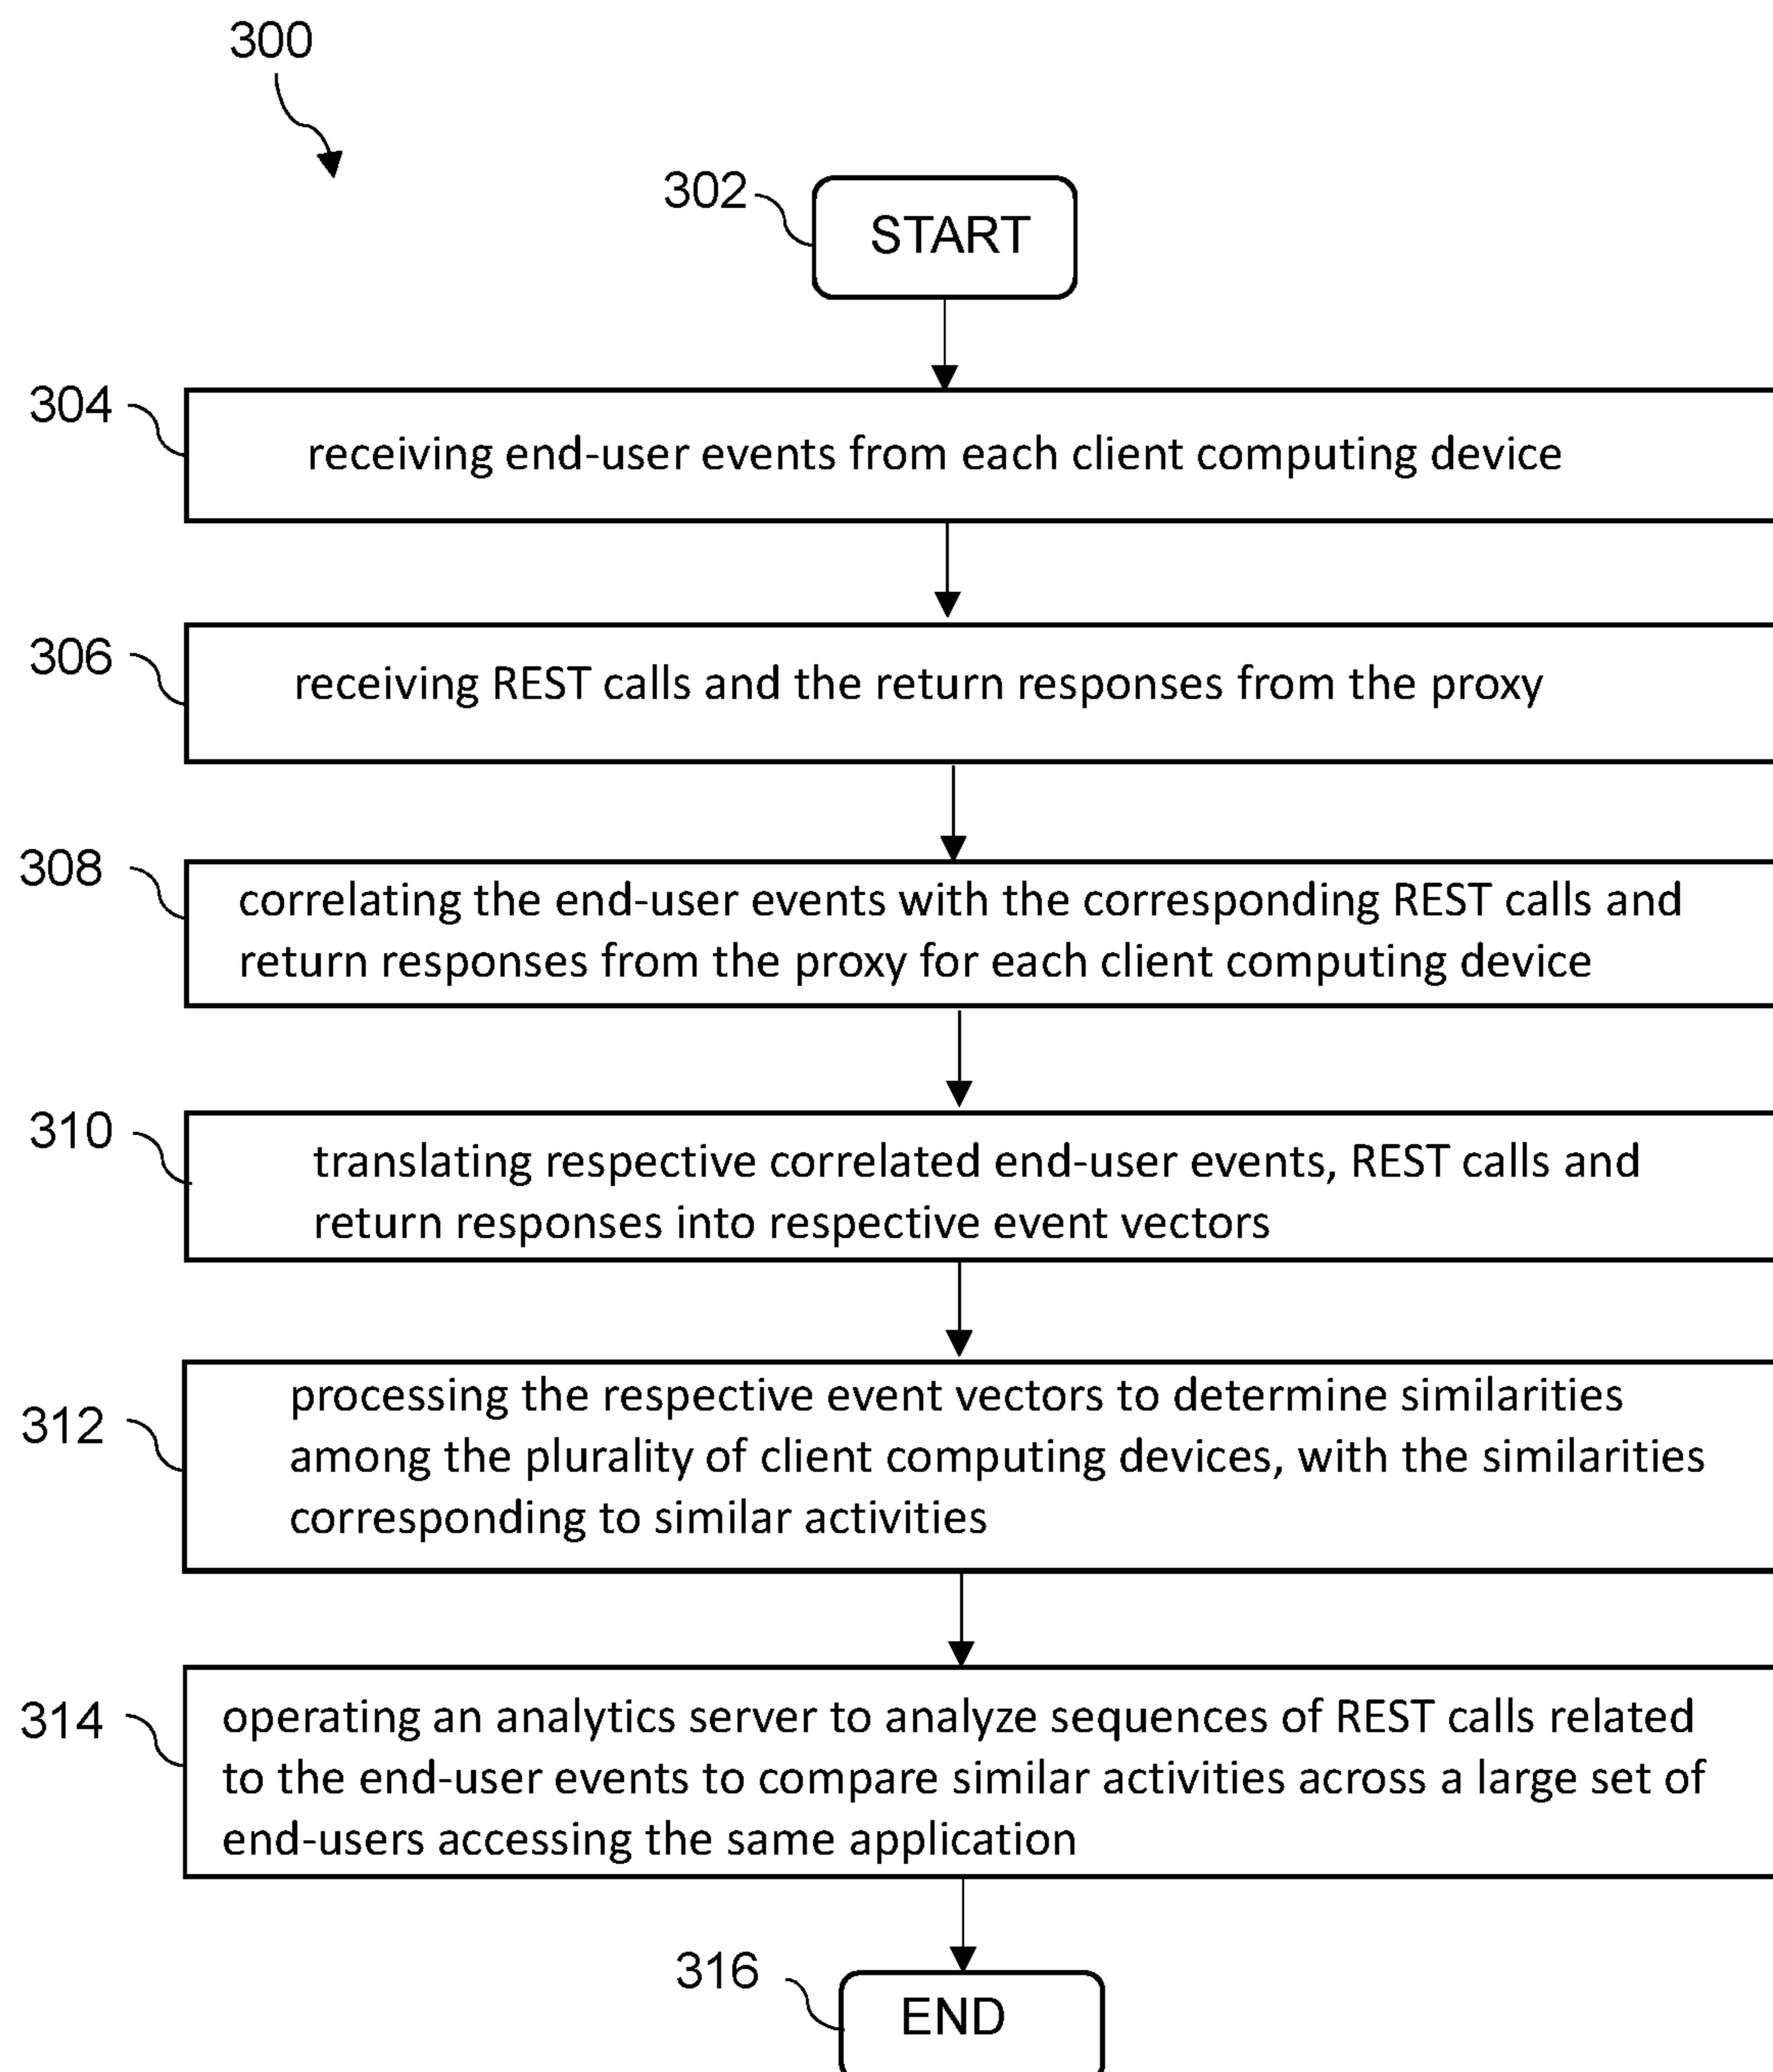 300
302
START
304
receiving end-user events from each client computing device
306
receiving REST calls and the return responses from the proxy
308
correlating the end-user events with the corresponding REST calls and
return responses from the proxy for each client computing device
310
translating respective correlated end-user events, REST calls and
return responses into respective event vectors
312
processing the respective event vectors to determine similarities
among the plurality of client computing devices, with the similarities
corresponding to similar activities
314
operating an analytics server to analyze sequences of REST calls related
to the end-user events to compare similar activities across a large set of
end-users accessing the same application
316
END